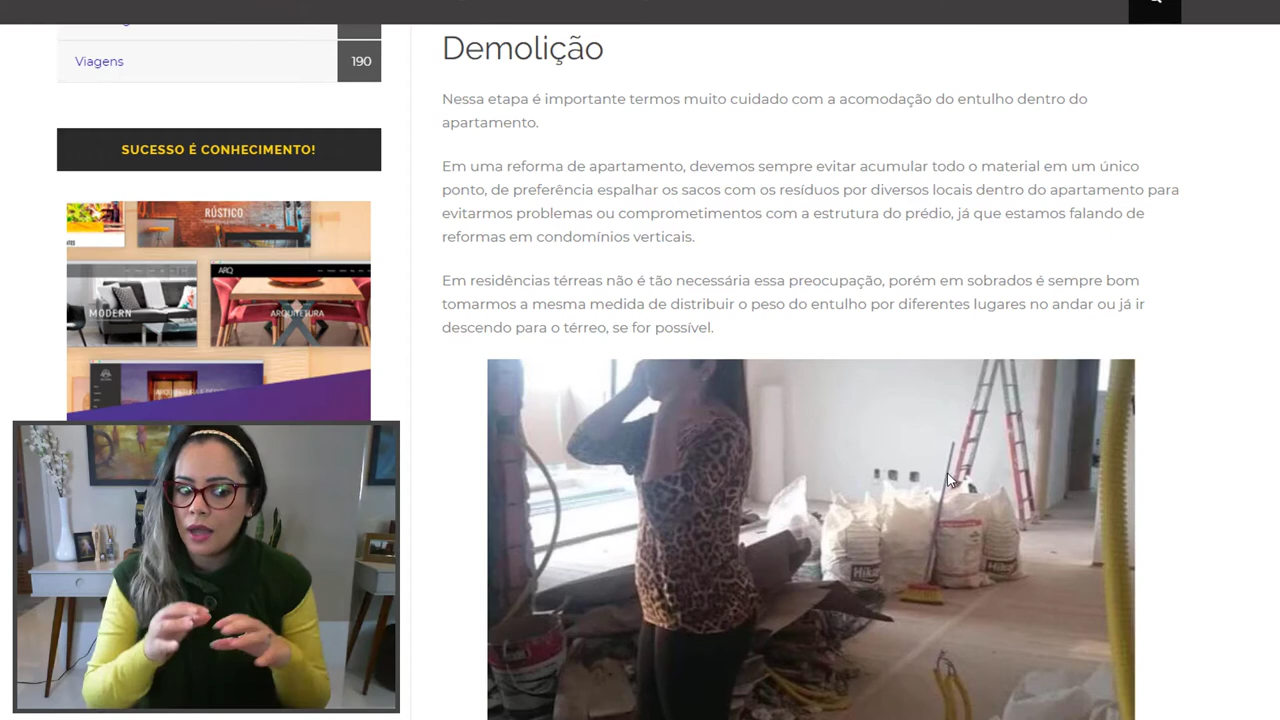 Viagens
190
SUCESSO É CONHECIMENTO!
RÚSTICO
MODERN
ARQ
ARQUITETURA
Demolição
Nessa etapa é importante termos muito cuidado com a acomodação do entulho dentro do
apartamento.
Em uma reforma de apartamento, devemos sempre evitar acumular todo o material em um único
ponto, de preferência espalhar os sacos com os resíduos por diversos locais dentro do apartamento para
evitarmos problemas ou comprometimentos com a estrutura do prédio, já que estamos falando de
reformas em condomínios verticais.
Em residências térreas não é tão necessária essa preocupação, porém em sobrados é sempre bom
tomarmos a mesma medida de distribuir o peso do entulho por diferentes lugares no andar ou já ir
descendo para o térreo, se for possível.